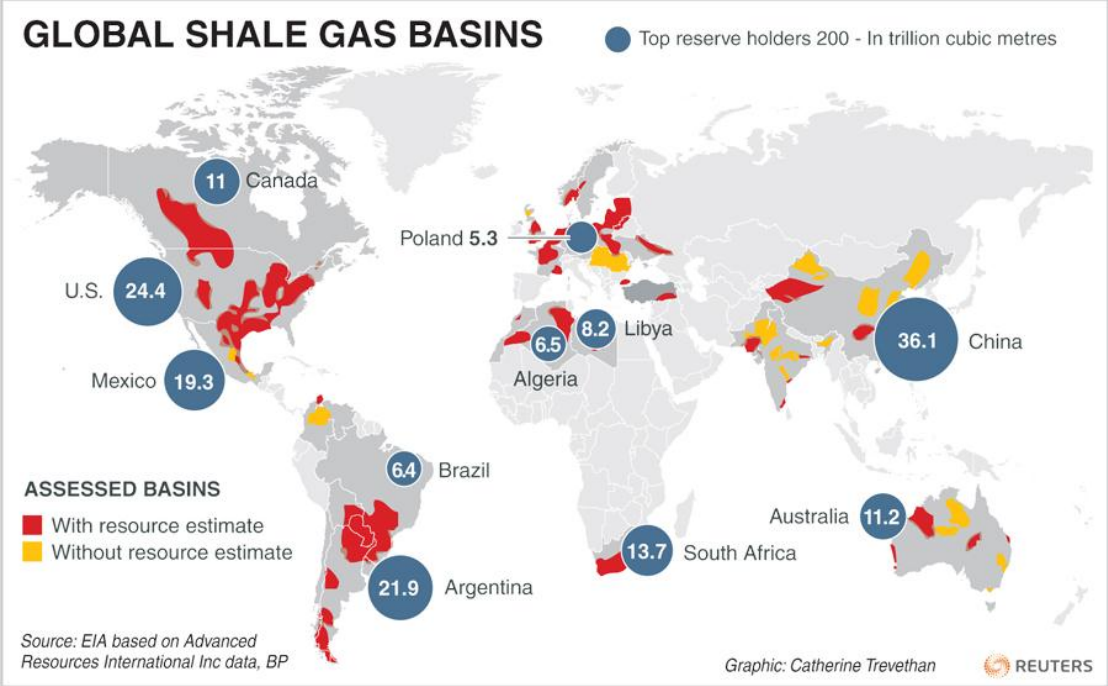 GLOBAL SHALE GAS BASINS
Top reserve holders 200 - In trillion cubic metres
11 Canada
Poland 5.3
U.S. 24.4
8.2 Libya
6.5
Algeria
36.1 China
Mexico 19.3
6.4 Brazil
ASSESSED BASINS
With resource estimate
Without resource estimate
Australia 11.2
13.7 South Africa
21.9 Argentina
Source: EIA based on Advanced
Resources International Inc data, BP
Graphic: Catherine Trevethan
REUTERS